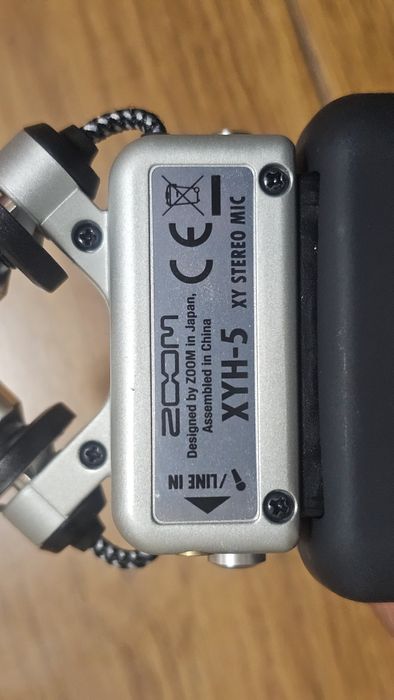 ZOOM
Designed by ZOOM in Japan,
Assembled in China
CE
XYH-5 XY STEREO MIC
/LINE IN